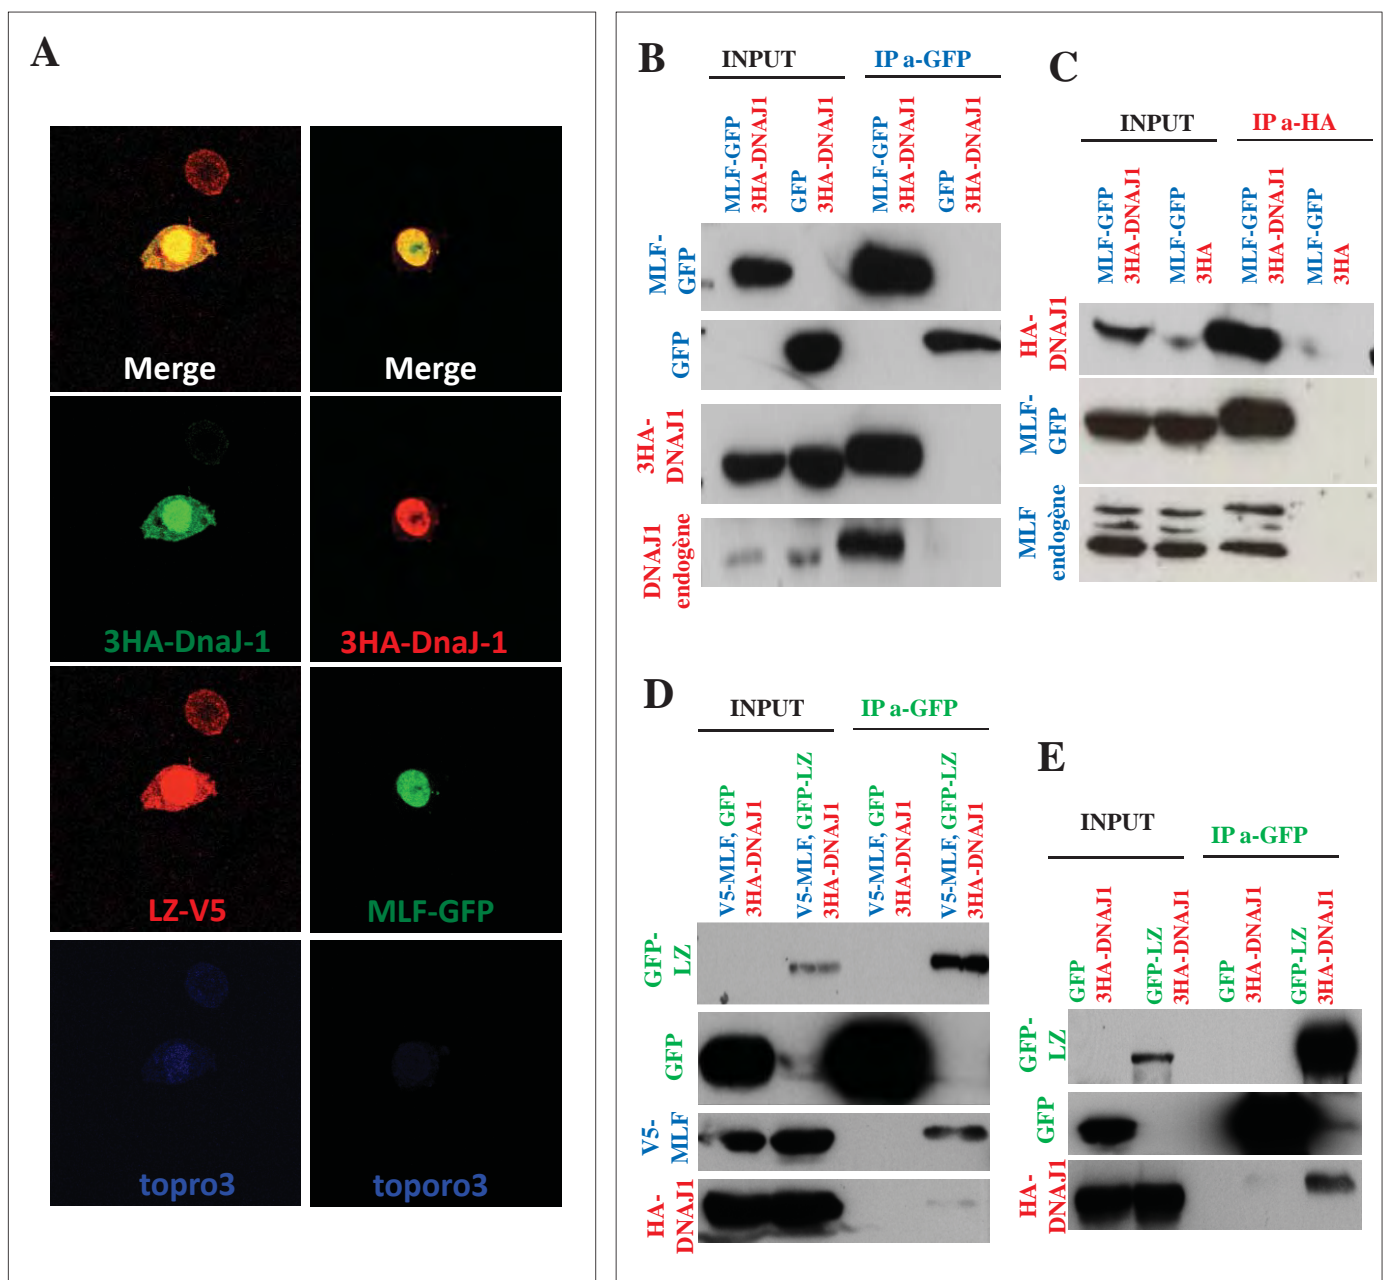 A
Merge
Merge
3HA-DnaJ-1
3HA-DnaJ-1
LZ-V5
MLF-GFP
topro3
toporo3
B
INPUT
IP a-GFP
MLF-GFP
3HA-DNAJ1
GFP
3HA-DNAJ1
MLF-GFP
3HA-DNAJ1
GFP
3HA-DNAJ1
MLF-
GFP
GFP
3HA-
DNAJ1
DNAJ1
endogène
C
INPUT
IP a-HA
MLF-GFP
3HA-DNAJ1
MLF-GFP
3HA
MLF-GFP
3HA-DNAJ1
MLF-GFP
3HA
HA-
DNAJ1
MLF-
GFP
MLF
endogène
D
INPUT
IP a-GFP
V5-MLF, GFP
3HA-DNAJ1
V5-MLF, GFP-LZ
3HA-DNAJ1
V5-MLF, GFP
3HA-DNAJ1
V5-MLF, GFP-LZ
3HA-DNAJ1
GFP-
LZ
GFP
V5-
MLF
HA-
DNAJ1
E
INPUT
IP a-GFP
GFP
3HA-DNAJ1
GFP-LZ
3HA-DNAJ1
GFP
3HA-DNAJ1
GFP-LZ
3HA-DNAJ1
GFP-
LZ
GFP
HA-
DNAJ1